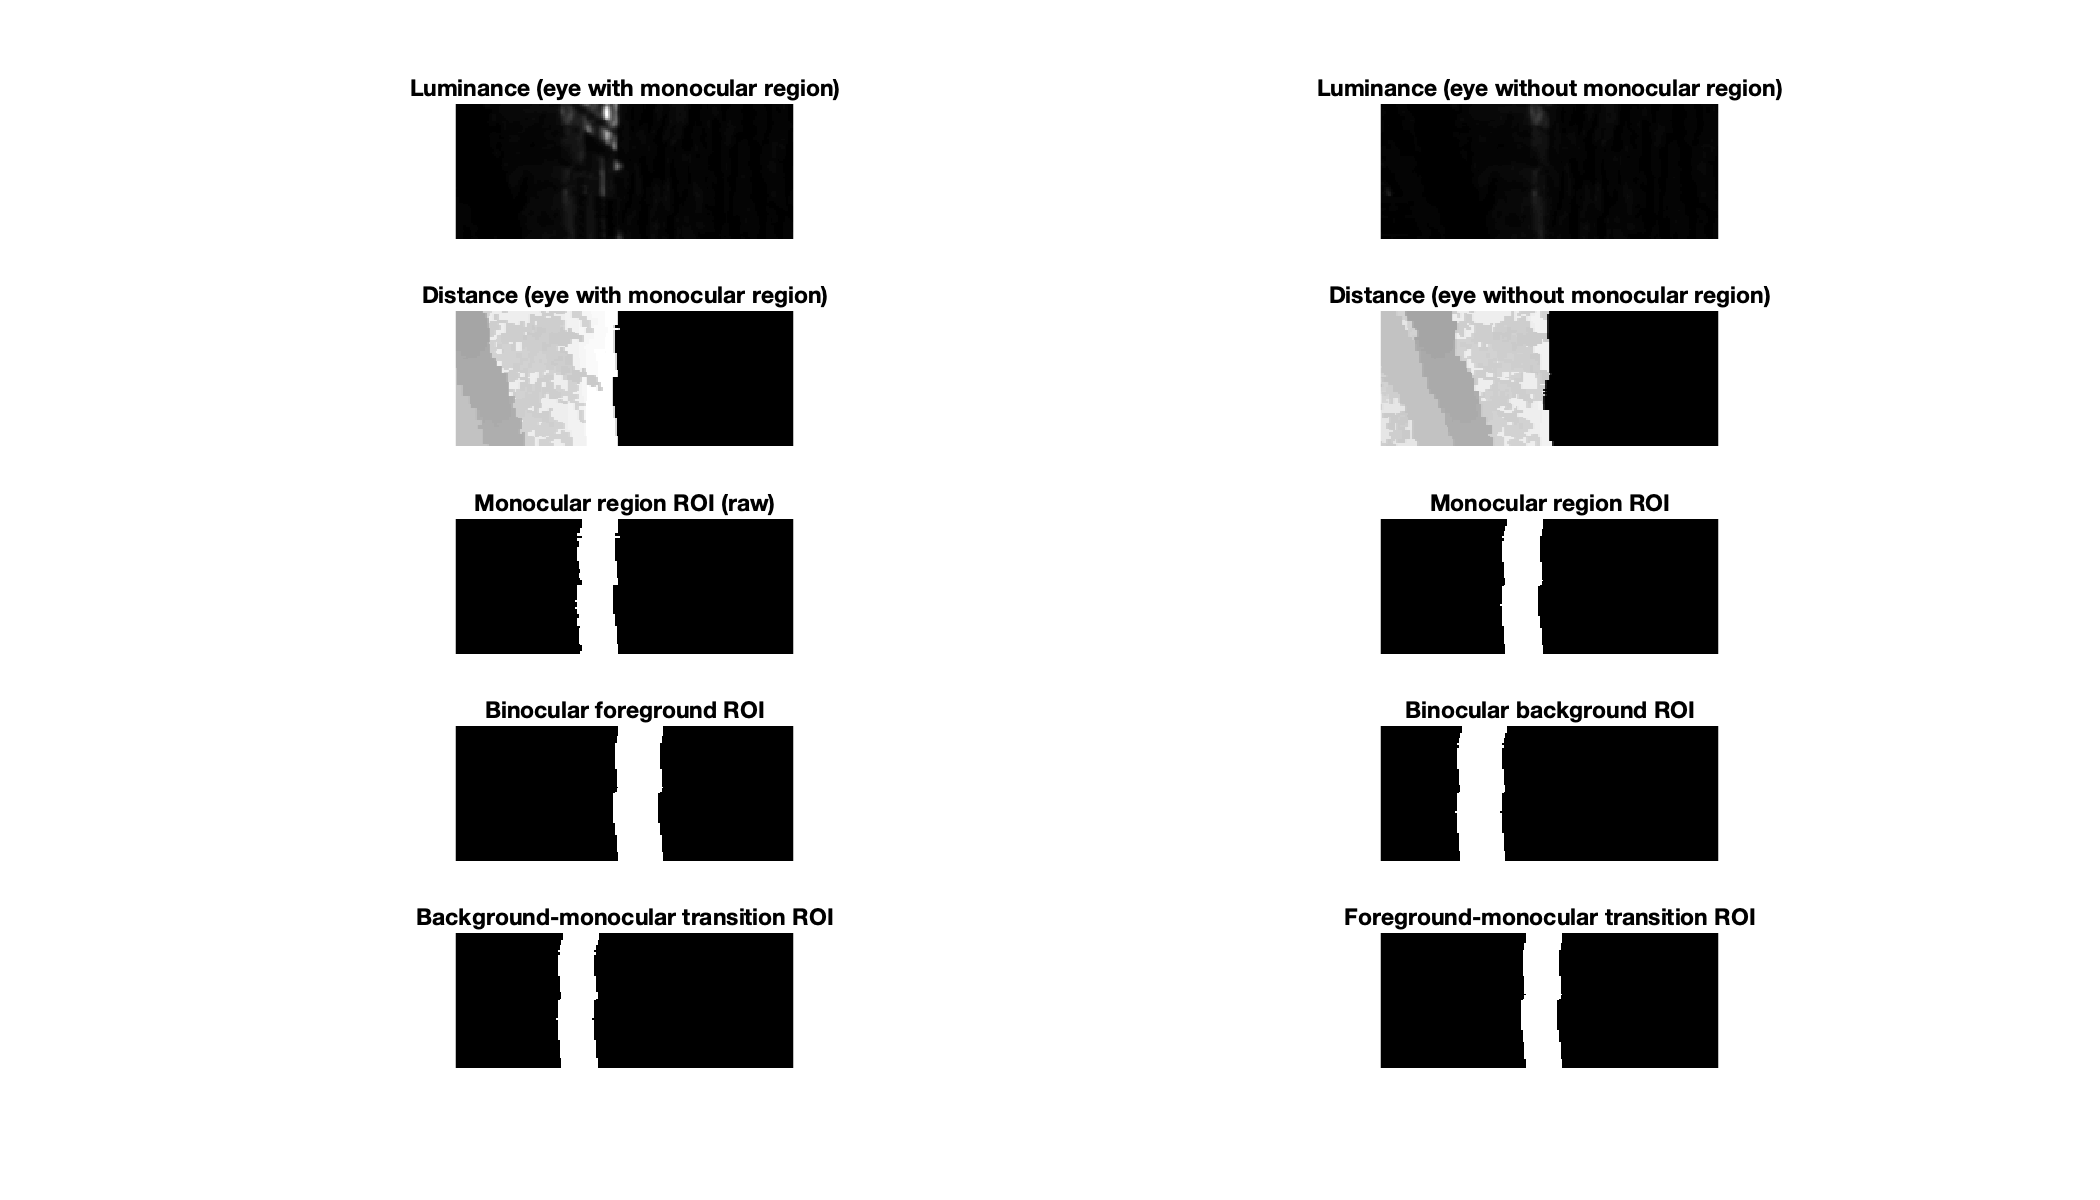 Luminance (eye with monocular region)
Luminance (eye without monocular region)
Distance (eye with monocular region)
Distance (eye without monocular region)
Monocular region ROI (raw)
Monocular region ROI
Binocular foreground ROI
Binocular background ROI
Background-monocular transition ROI
Foreground-monocular transition ROI